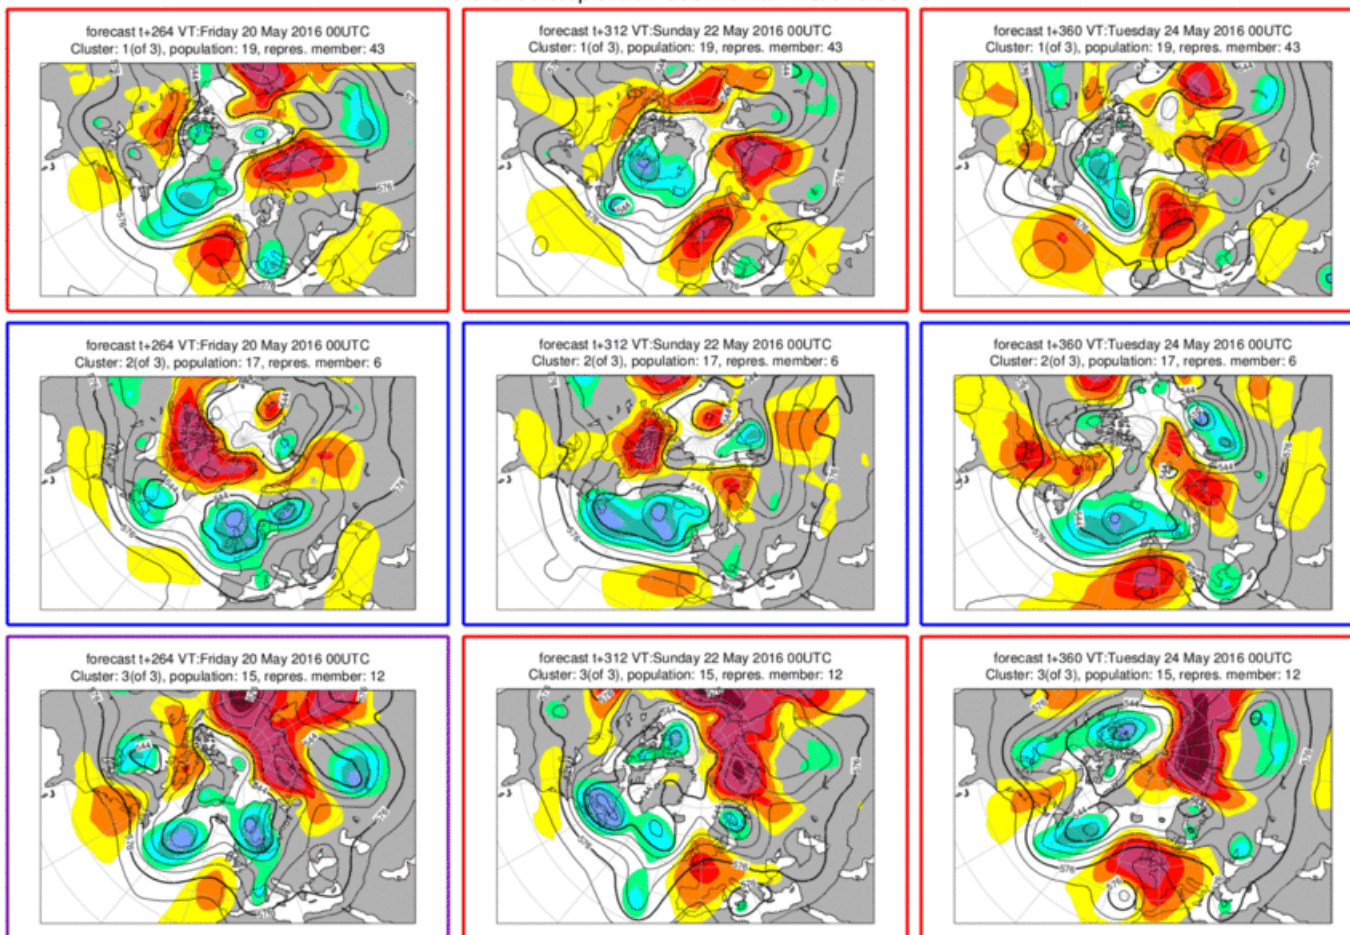 forecast t+264 VT:Friday 20 May 2016 00UTC
Cluster: 1(of 3), population: 19, repres. member: 43
forecast t+312 VT:Sunday 22 May 2016 00UTC
Cluster: 1(of 3), population: 19, repres. member: 43
forecast t+360 VT:Tuesday 24 May 2016 00UTC
Cluster: 1(of 3), population: 19, repres. member: 43
forecast t+264 VT:Friday 20 May 2016 00UTC
Cluster: 2(of 3), population: 17, repres. member: 6
forecast t+312 VT:Sunday 22 May 2016 00UTC
Cluster: 2(of 3), population: 17, repres. member: 6
forecast t+360 VT:Tuesday 24 May 2016 00UTC
Cluster: 2(of 3), population: 17, repres. member: 6
forecast t+264 VT:Friday 20 May 2016 00UTC
Cluster: 3(of 3), population: 15, repres. member: 12
forecast t+312 VT:Sunday 22 May 2016 00UTC
Cluster: 3(of 3), population: 15, repres. member: 12
forecast t+360 VT:Tuesday 24 May 2016 00UTC
Cluster: 3(of 3), population: 15, repres. member: 12